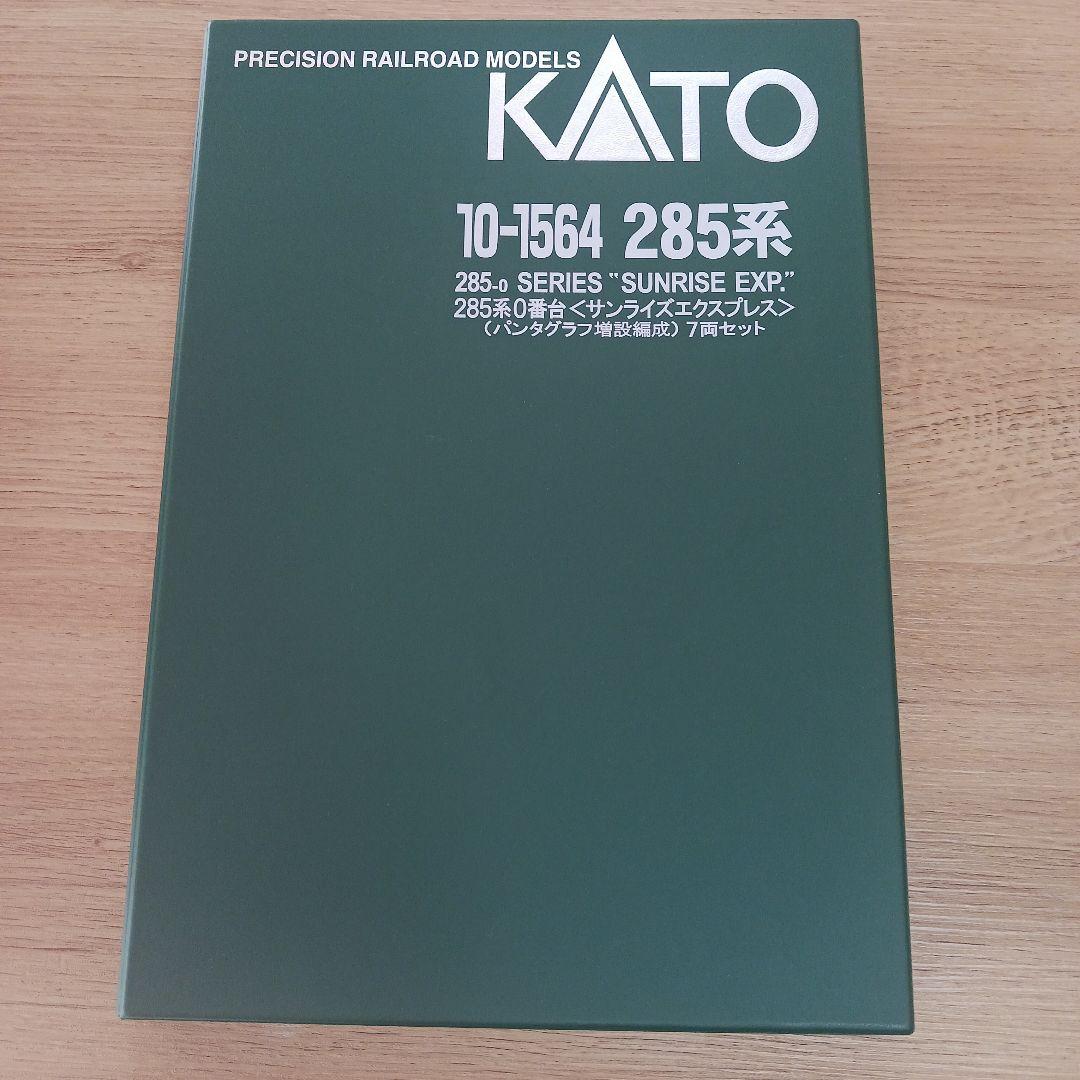 PRECISION RAILROAD MODELS
KATO
10-1564 285系
285-0 SERIES "SUNRISE EXP."
285系0番台<サンライズエクスプレス>
(パンタグラフ増設編成) 7両セット